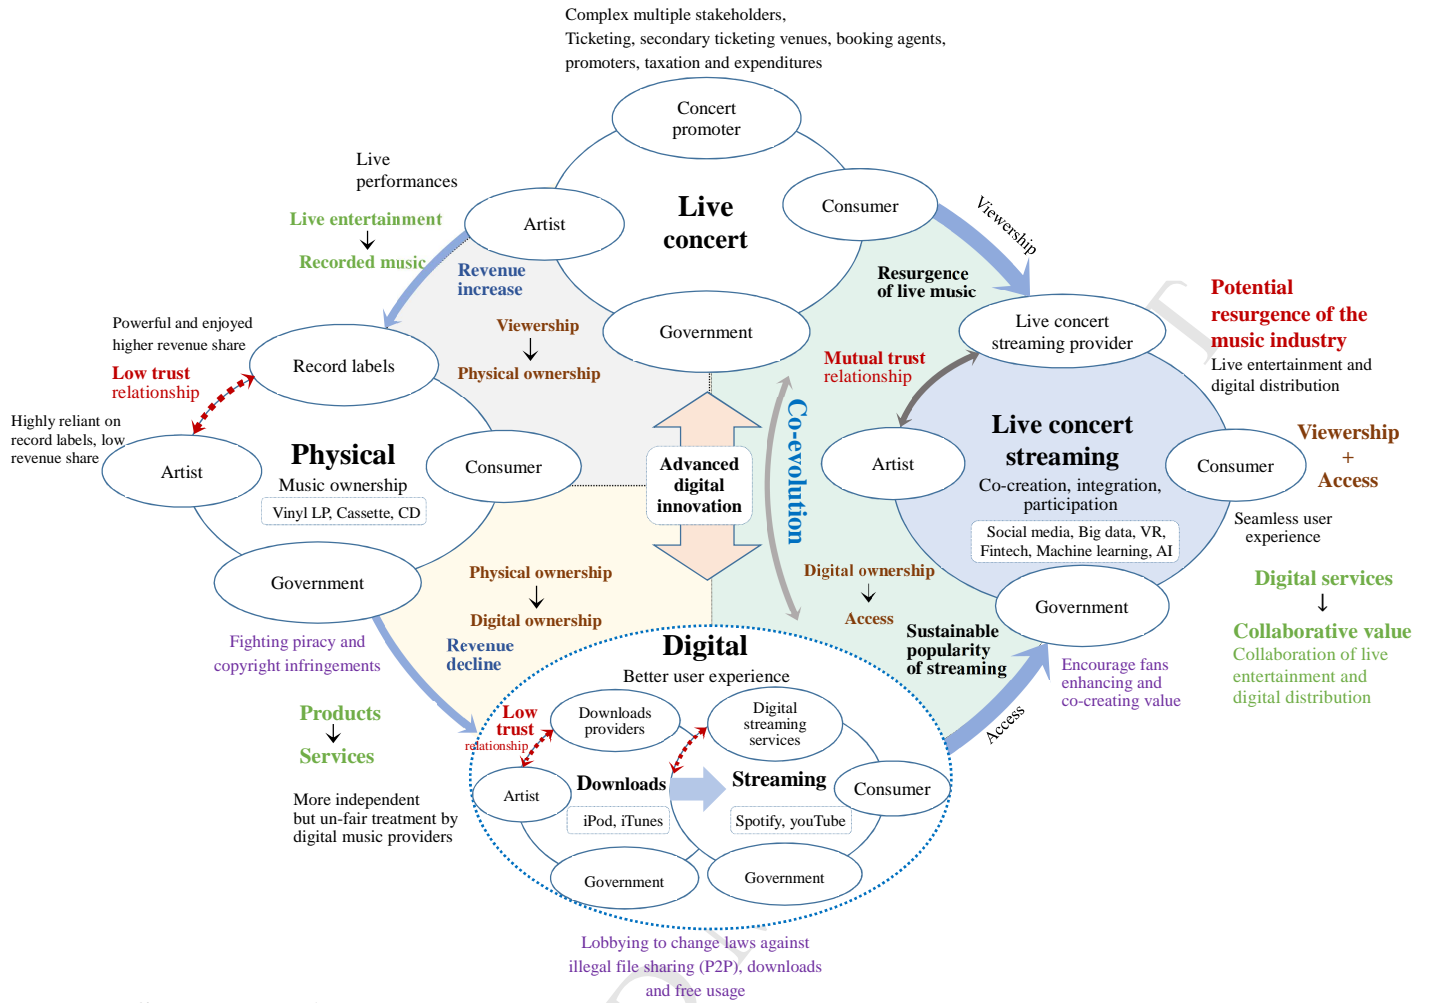 Complex multiple stakeholders,
Ticketing, secondary ticketing venues, booking agents,
promoters, taxation and expenditures
Concert
promoter
Live
performances
Live entertainment
Recorded music
Artist
Live
concert
Consumer
Viewership
Revenue
increase
Resurgence
of live music
Government
Viewership
Physical ownership
Powerful and enjoyed
higher revenue share
Record labels
Low trust
relationship
Highly reliant on
record labels, low
revenue share
Artist
Physical
Music ownership
Vinyl LP, Cassette, CD
Consumer
Government
Fighting piracy and
copyright infringements
Advanced
digital
innovation
Co-evolution
Live concert
streaming provider
Mutual trust
relationship
Potential
resurgence of the
music industry
Live entertainment and
digital distribution
Artist
Live concert
streaming
Co-creation, integration,
participation
Social media, Big data, VR,
Fintech, Machine learning, AI
Consumer
Viewership
+
Access
Seamless user
experience
Government
Digital services
Collaborative value
Collaboration of live
entertainment and
digital distribution
Encourage fans
enhancing and
co-creating value
Physical ownership
Digital ownership
Revenue
decline
Digital ownership
Access
Sustainable
popularity
of streaming
Access
Products
Services
More independent
but un-fair treatment by
digital music providers
Digital
Better user experience
Low
trust
relationship
Downloads
providers
Digital
streaming
services
Artist
Downloads
iPod, iTunes
Streaming
Spotify, youTube
Consumer
Government
Government
Lobbying to change laws against
illegal file sharing (P2P), downloads
and free usage